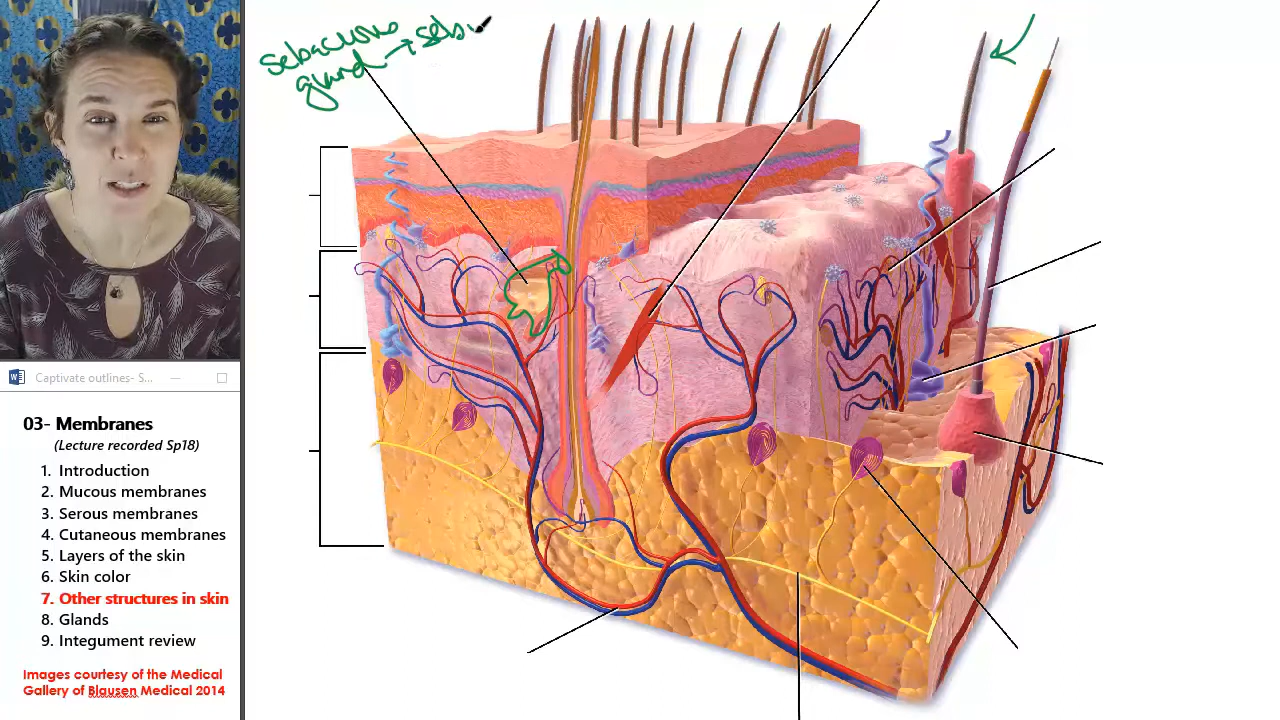 sebaceous → seb
gland
Captivate outlines- S...
03- Membranes
(Lecture recorded Sp18)
1. Introduction
2. Mucous membranes
3. Serous membranes
4. Cutaneous membranes
5. Layers of the skin
6. Skin color
7. Other structures in skin
8. Glands
9. Integument review
Images courtesy of the Medical
Gallery of Blausen Medical 2014